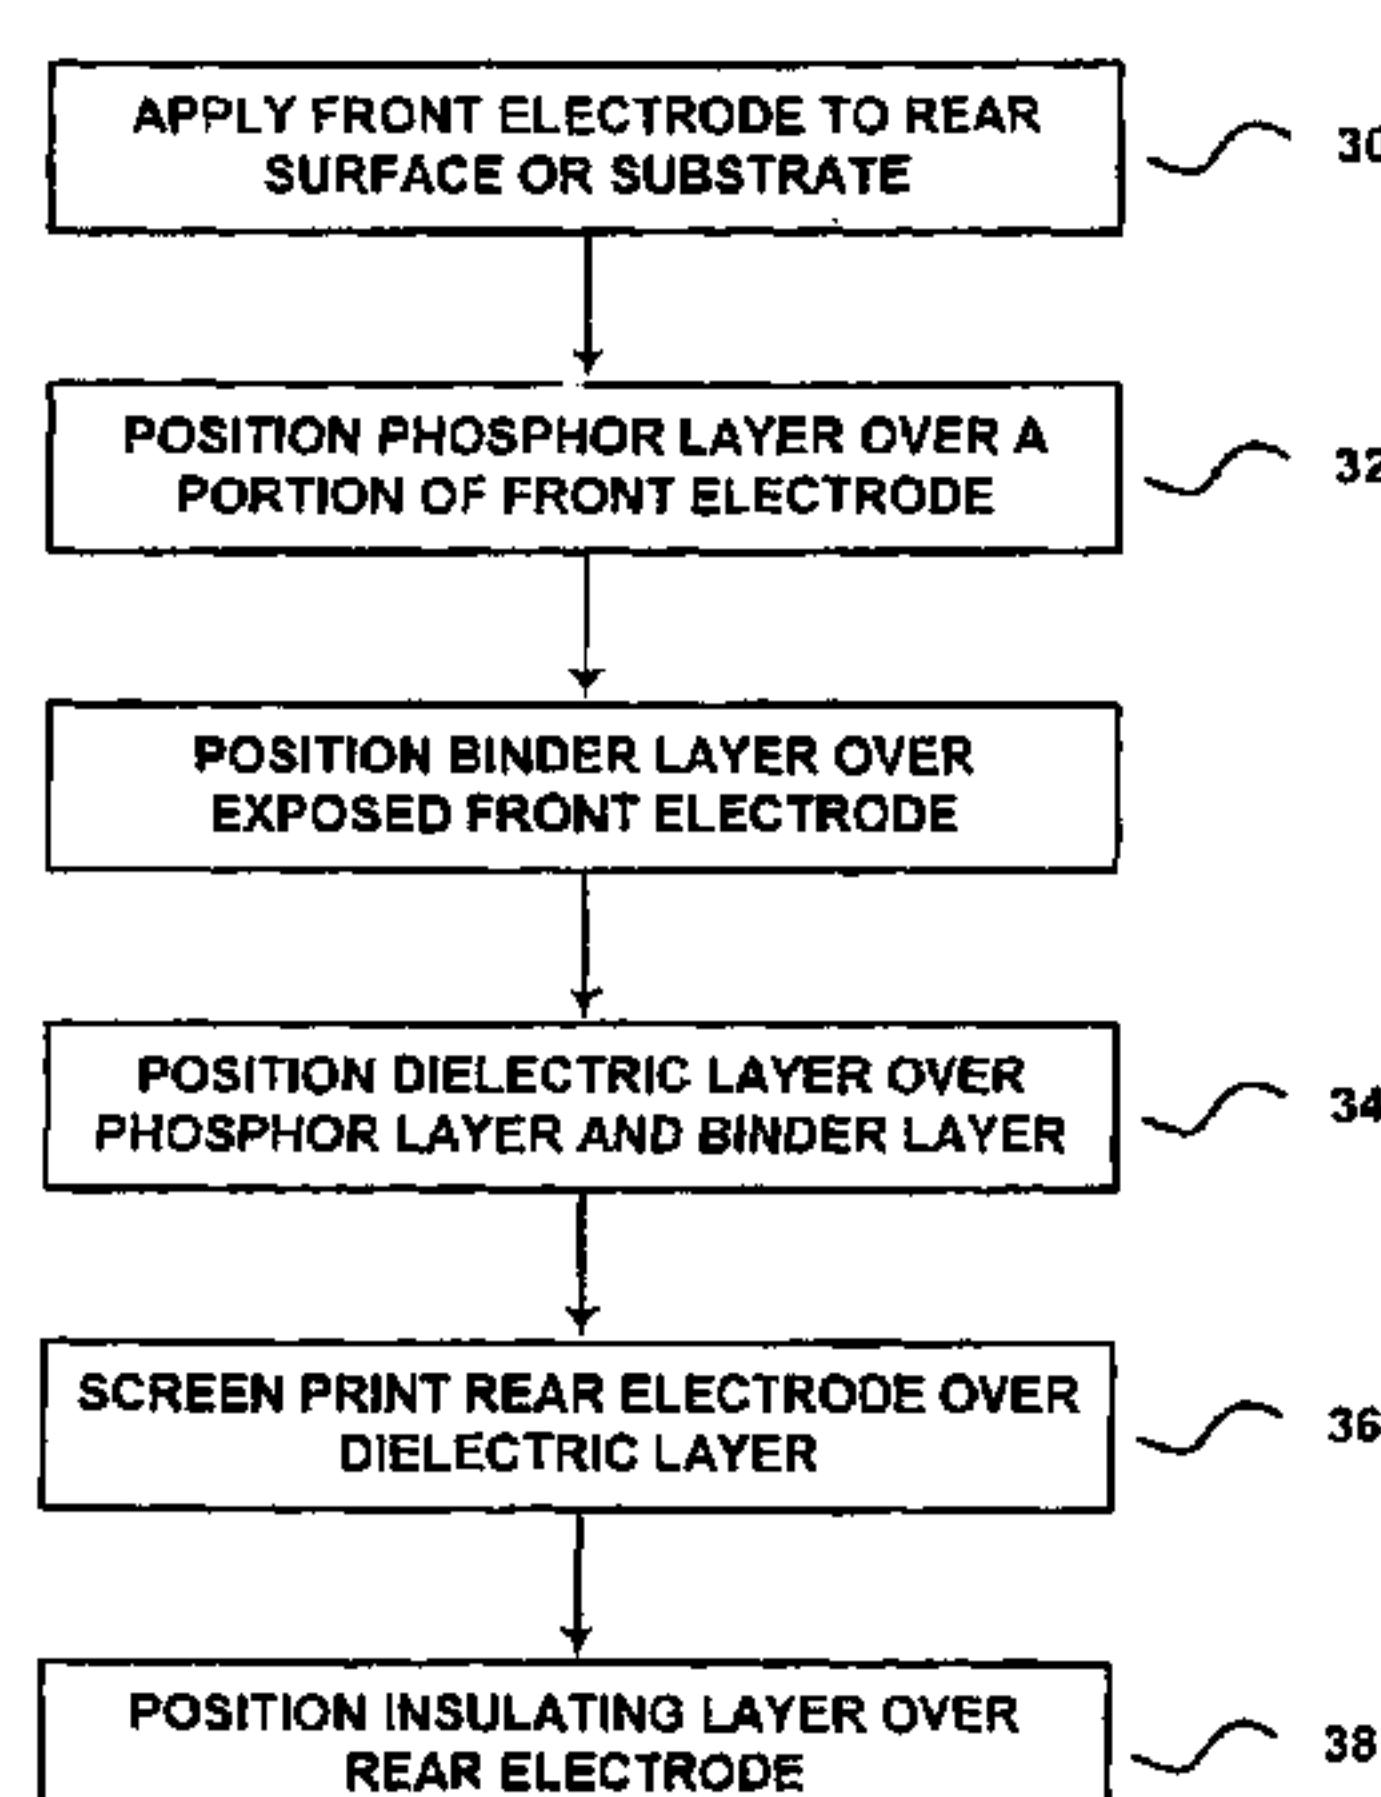 APPLY FRONT ELECTRODE TO REAR
SURFACE OR SUBSTRATE
30
POSITION PHOSPHOR LAYER OVER A
PORTION OF FRONT ELECTRODE
32
POSITION BINDER LAYER OVER
EXPOSED FRONT ELECTRODE
POSITION DIELECTRIC LAYER OVER
PHOSPHOR LAYER AND BINDER LAYER
34
SCREEN PRINT REAR ELECTRODE OVER
DIELECTRIC LAYER
36
POSITION INSULATING LAYER OVER
REAR ELECTRODE
38